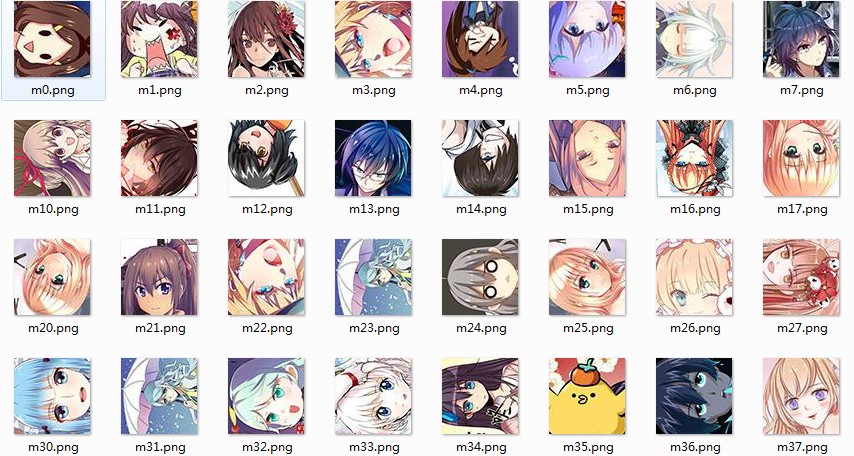 m0.png m1.png m2.png m3.png m4.png m5.png m6.png m7.png
m10.png m11.png m12.png m13.png m14.png m15.png m16.png m17.png
m20.png m21.png m22.png m23.png m24.png m25.png m26.png m27.png
m30.png m31.png m32.png m33.png m34.png m35.png m36.png m37.png